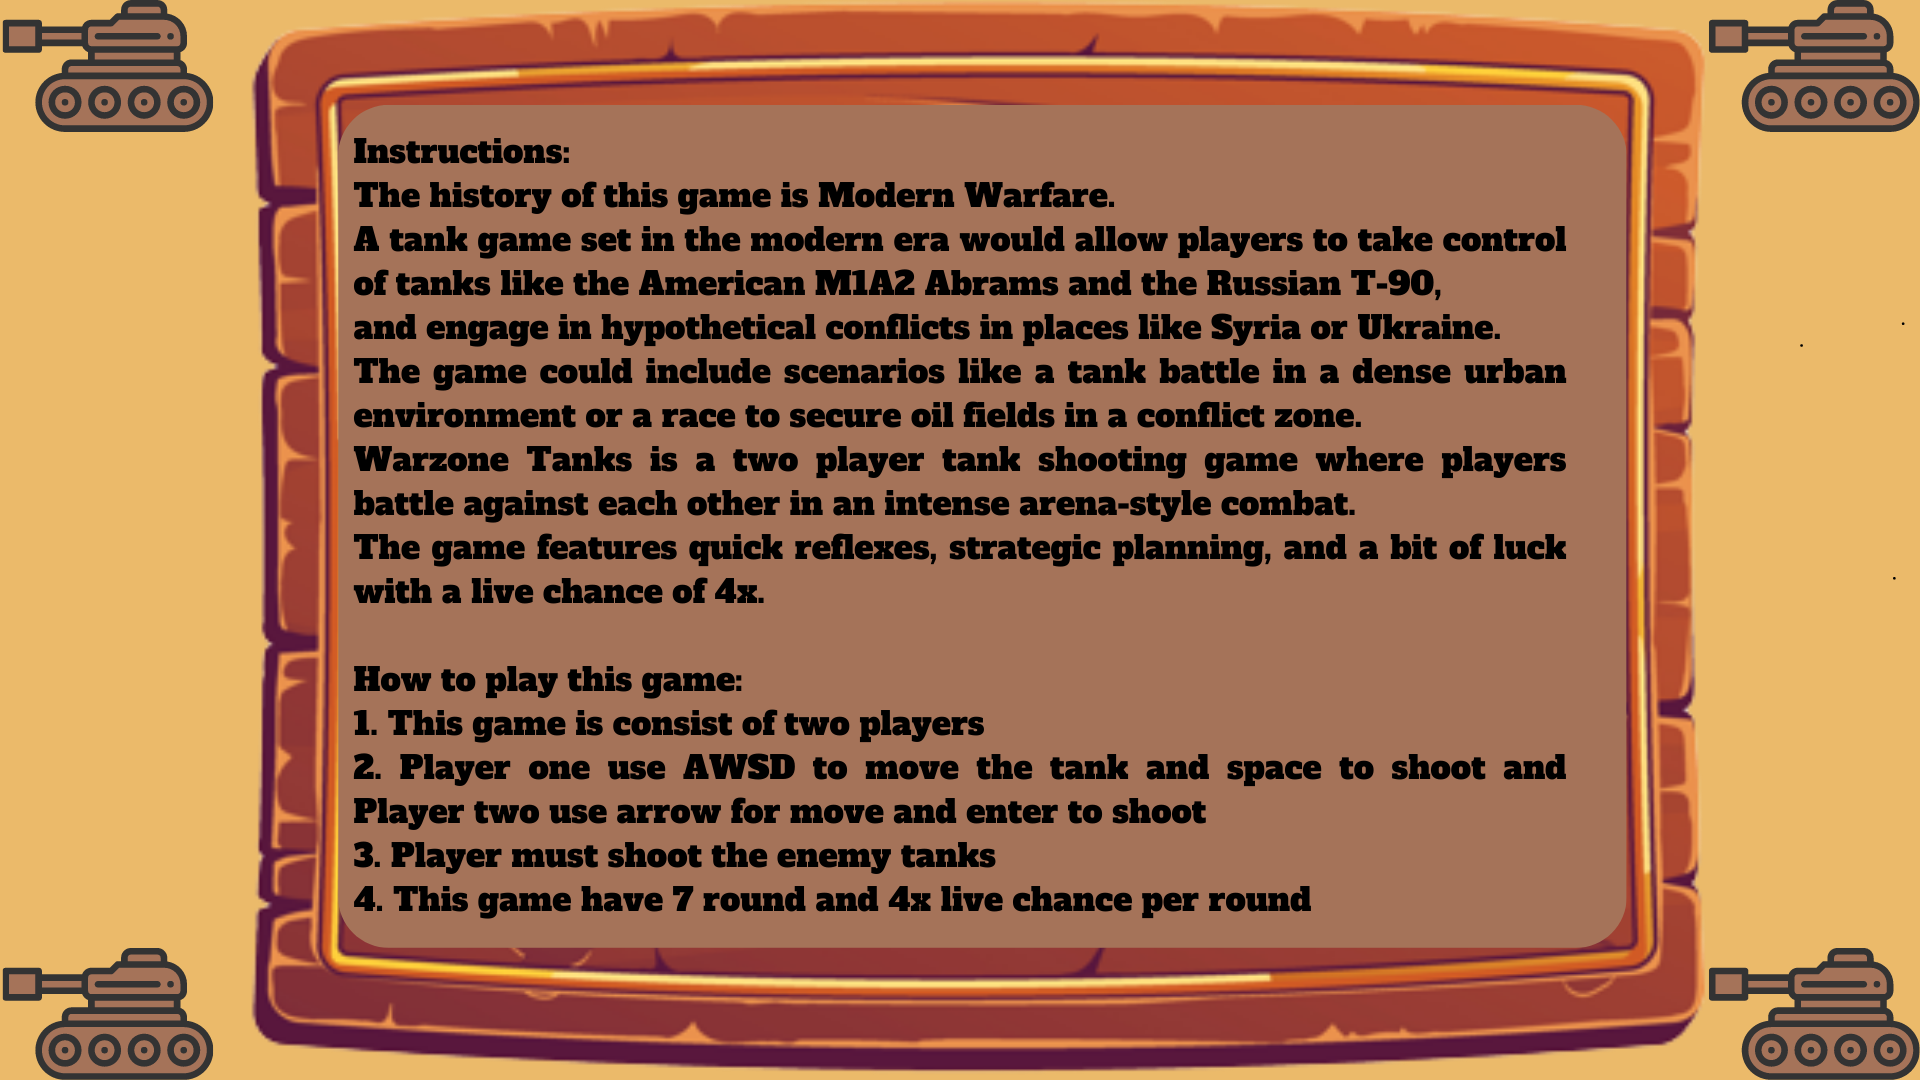 Instructions:
The history of this game is Modern Warfare.
A tank game set in the modern era would allow players to take control
of tanks like the American M1A2 Abrams and the Russian T-90,
and engage in hypothetical conflicts in places like Syria or Ukraine.
The game could include scenarios like a tank battle in a dense urban
environment or a race to secure oil fields in a conflict zone.
Warzone Tanks is a two player tank shooting game where players
battle against each other in an intense arena-style combat.
The game features quick reflexes, strategic planning, and a bit of luck
with a live chance of 4x.
How to play this game:
1. This game is consist of two players
2. Player one use AWSD to move the tank and space to shoot and
Player two use arrow for move and enter to shoot
3. Player must shoot the enemy tanks
4. This game have 7 round and 4x live chance per round